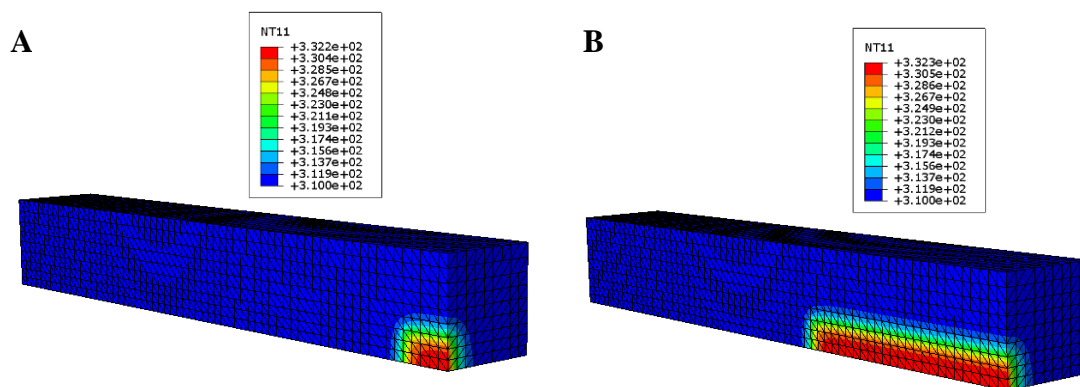 A
NT11
+3.322e+02
+3.304e+02
+3.285e+02
+3.267e+02
+3.248e+02
+3.230e+02
+3.211e+02
+3.193e+02
+3.174e+02
+3.156e+02
+3.137e+02
+3.119e+02
+3.100e+02
B
NT11
+3.323e+02
+3.305e+02
+3.286e+02
+3.267e+02
+3.249e+02
+3.230e+02
+3.212e+02
+3.193e+02
+3.174e+02
+3.156e+02
+3.137e+02
+3.119e+02
+3.100e+02